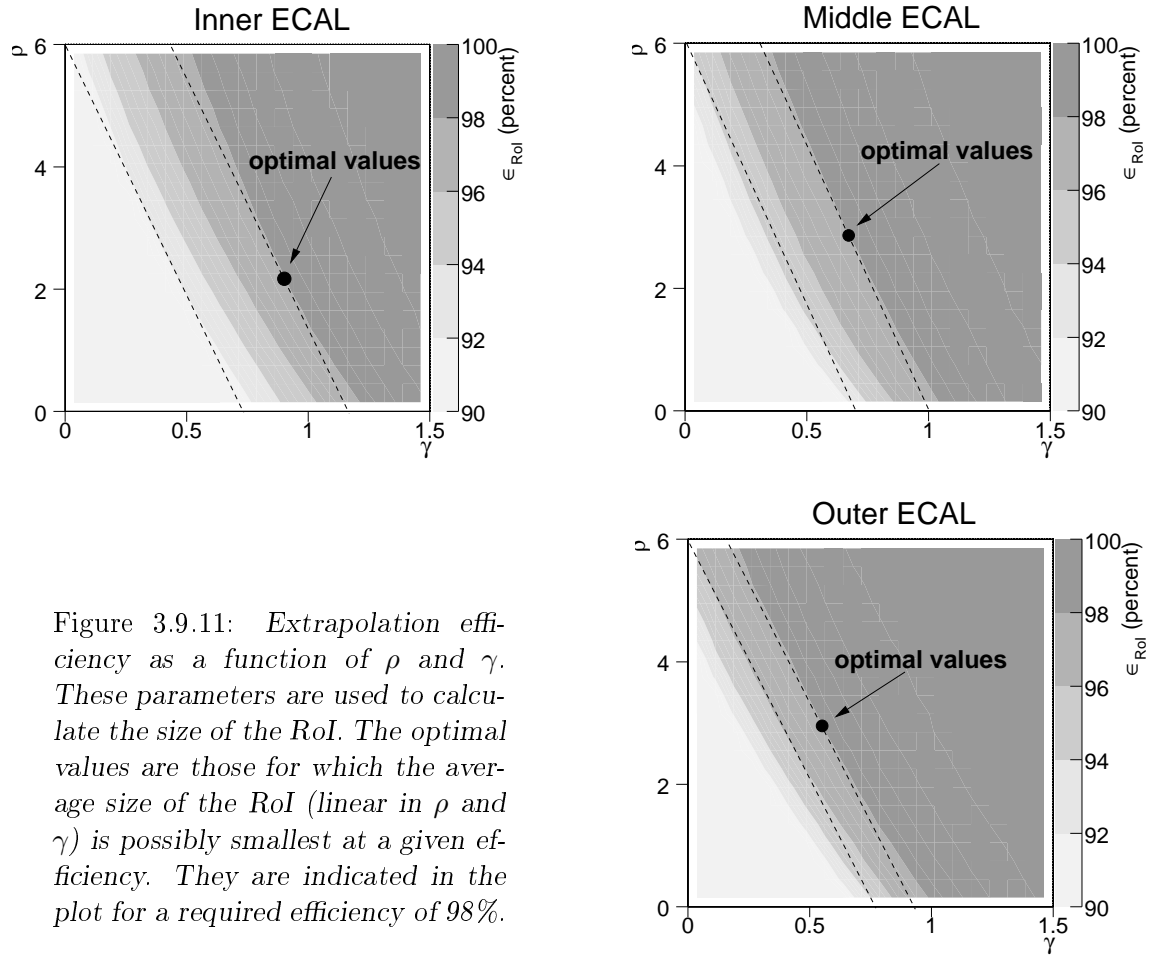 Inner ECAL
ρ
6
4
2
0
0
0.5
1
1.5
γ
optimal values
100
98
96
94
92
90
ϵ RoI (percent)
Middle ECAL
ρ
6
4
2
0
0
0.5
1
1.5
γ
optimal values
100
98
96
94
92
90
ϵ RoI (percent)
Outer ECAL
ρ
6
4
2
0
0
0.5
1
1.5
γ
optimal values
100
98
96
94
92
90
ϵ RoI (percent)
Figure 3.9.11: Extrapolation effi-
ciency as a function of ρ and γ.
These parameters are used to calcu-
late the size of the RoI. The optimal
values are those for which the aver-
age size of the RoI (linear in ρ and
γ) is possibly smallest at a given ef-
ficiency. They are indicated in the
plot for a required efficiency of 98%.